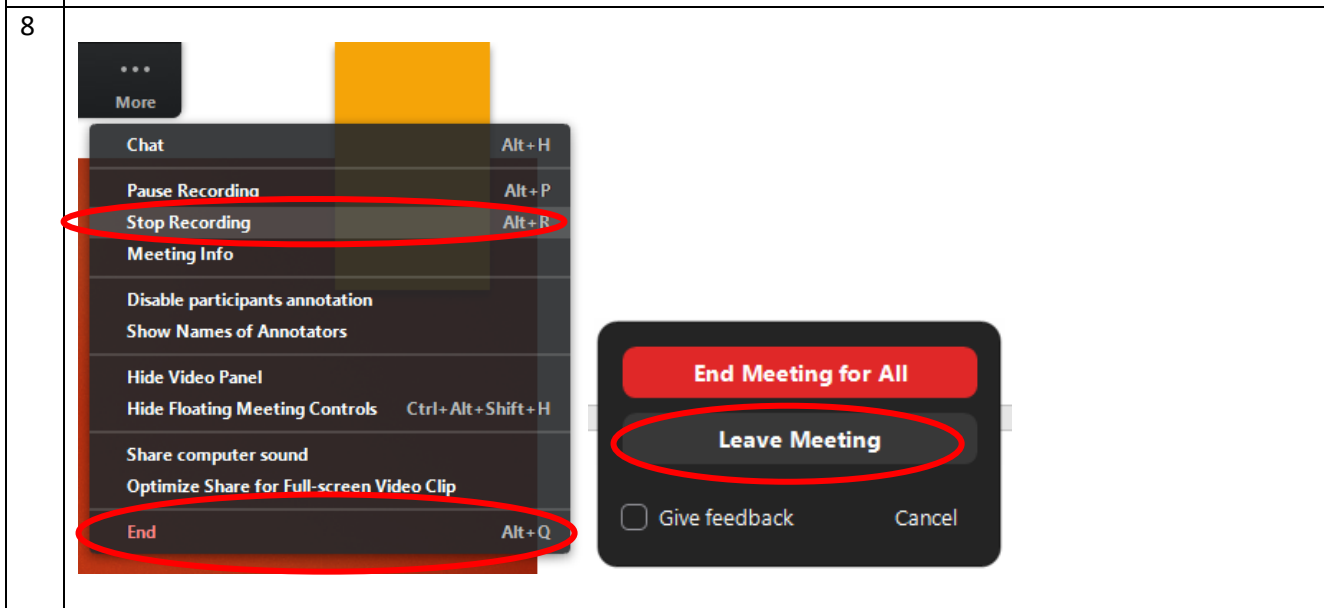 8
More
Chat Alt+H
Pause Recording Alt+P
Stop Recording Alt+R
Meeting Info
Disable participants annotation
Show Names of Annotators
Hide Video Panel
Hide Floating Meeting Controls Ctrl+Alt+Shift+H
Share computer sound
Optimize Share for Full-screen Video Clip
End Alt+Q
End Meeting for All
Leave Meeting
Give feedback Cancel